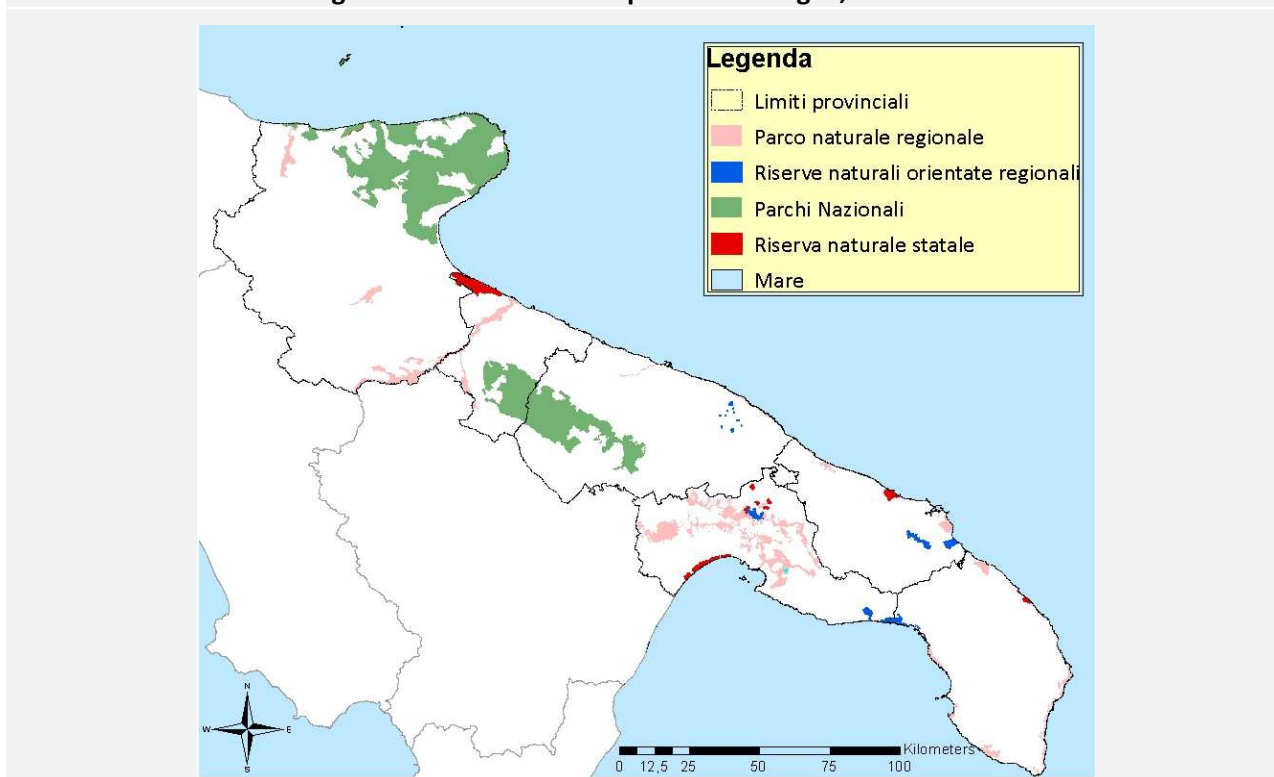 Legenda
Limiti provinciali
Parco naturale regionale
Riserve naturali orientate regionali
Parchi Nazionali
Riserva naturale statale
Mare
N
W E
S
Kilometers
0 12,5 25 50 75 100